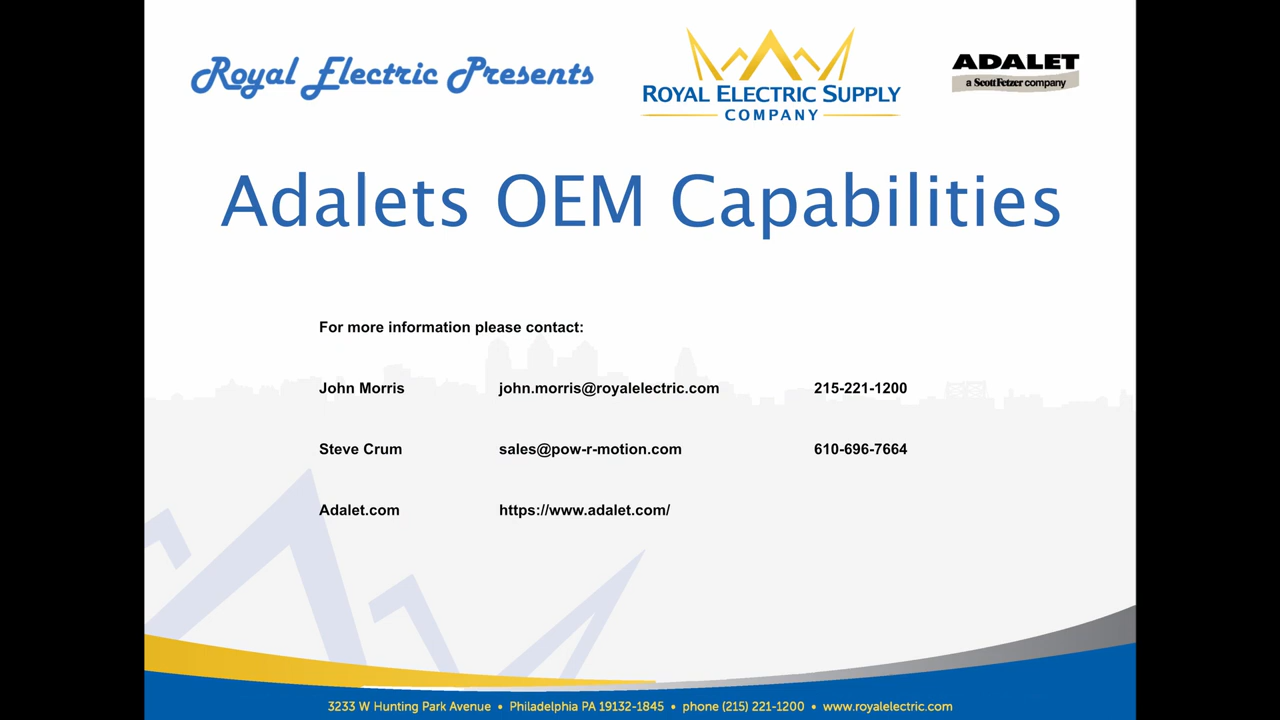 Royal Electric Presents
ROYAL ELECTRIC SUPPLY
COMPANY
ADALET
a Scott Fetzer company
Adalets OEM Capabilities
For more information please contact:
John Morris john.morris@royalelectric.com 215-221-1200
Steve Crum sales@pow-r-motion.com 610-696-7664
Adalet.com https://www.adalet.com/
3233 W Hunting Park Avenue • Philadelphia PA 19132-1845 • phone (215) 221-1200 • www.royalelectric.com